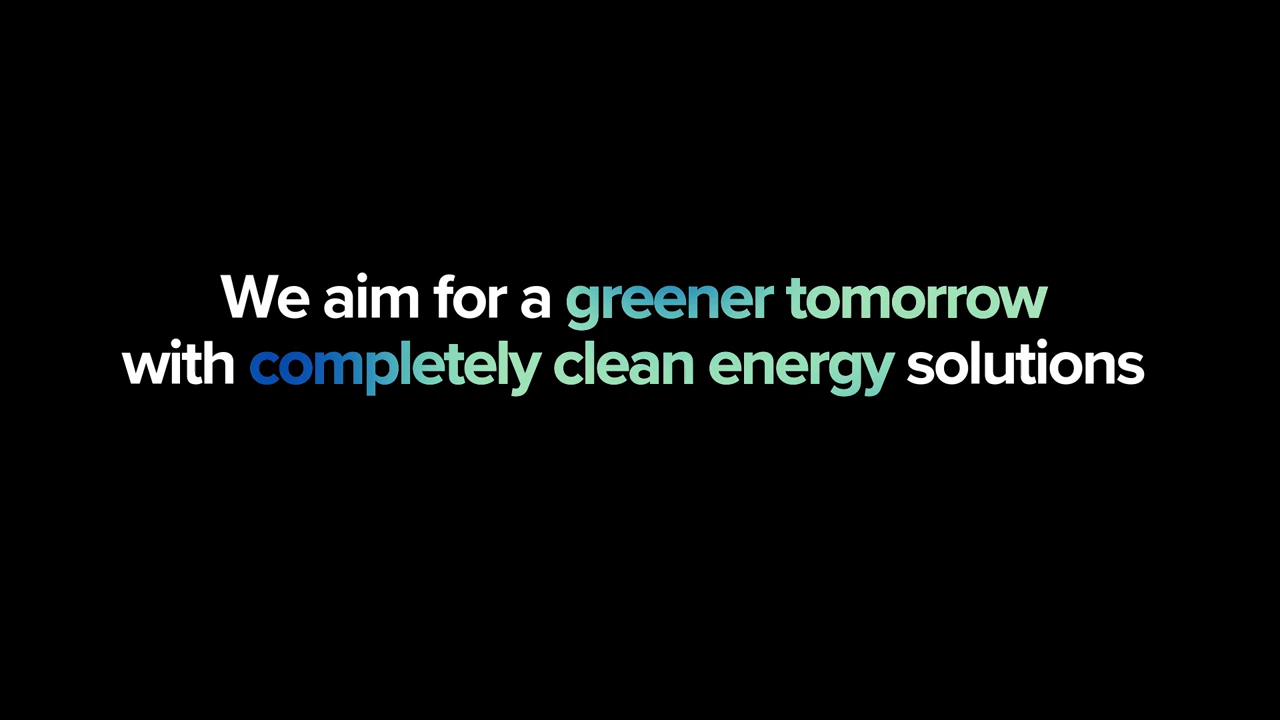 We aim for a greener tomorrow
with completely clean energy solutions